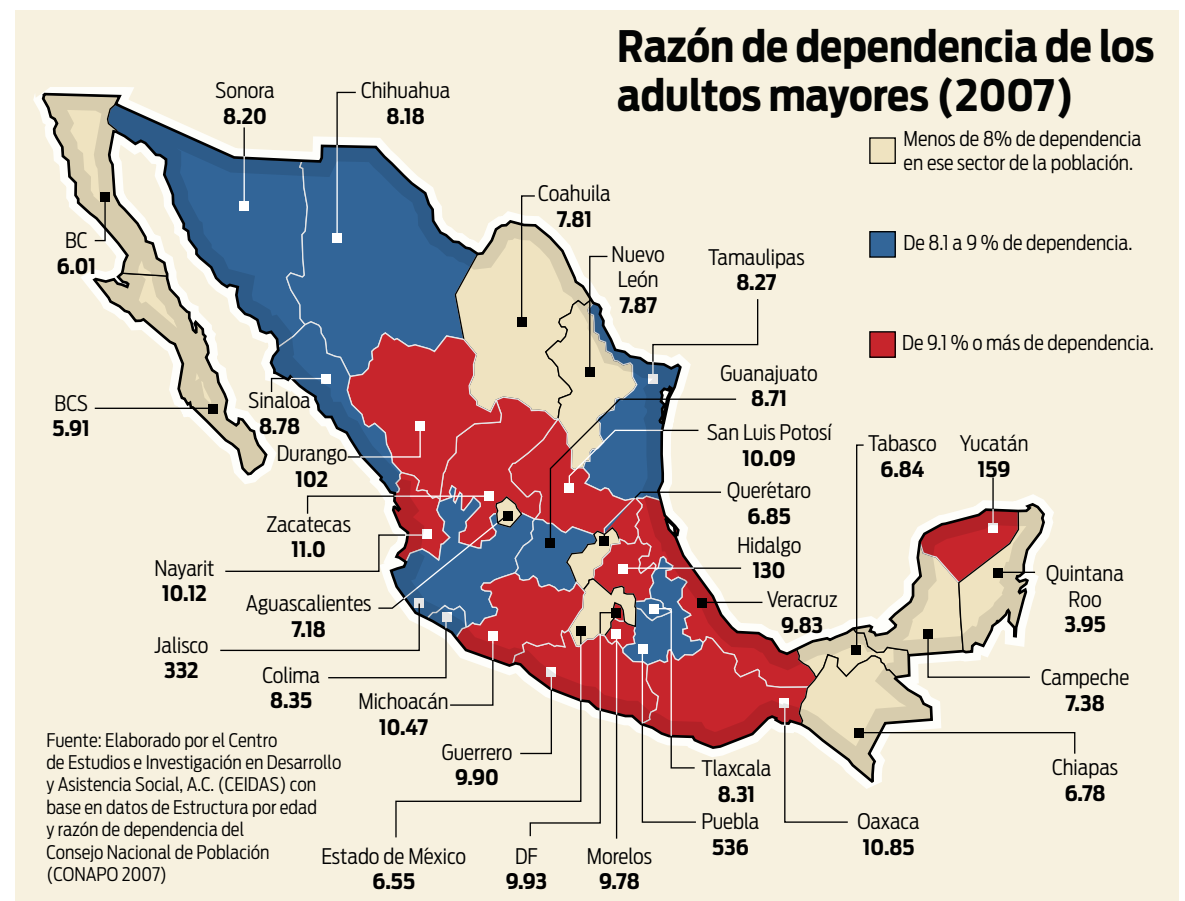 Razón de dependencia de los
adultos mayores (2007)
Menos de 8% de dependencia
en ese sector de la población.
De 8.1 a 9 % de dependencia.
De 9.1 % o más de dependencia.
Sonora
8.20
Chihuahua
8.18
Coahuila
7.81
Nuevo
León
7.87
Tamaulipas
8.27
BC
6.01
Guanajuato
8.71
BCS
5.91
Sinaloa
8.78
San Luis Potosí
10.09
Tabasco
6.84
Yucatán
159
Durango
102
Querétaro
6.85
Zacatecas
11.0
Hidalgo
130
Nayarit
10.12
Quintana
Roo
3.95
Aguascalientes
7.18
Veracruz
9.83
Jalisco
332
Colima
8.35
Campeche
7.38
Michoacán
10.47
Guerrero
9.90
Tlaxcala
8.31
Chiapas
6.78
Puebla
536
Oaxaca
10.85
Estado de México
6.55
DF
9.93
Morelos
9.78
Fuente: Elaborado por el Centro
de Estudios e Investigación en Desarrollo
y Asistencia Social, A.C. (CEIDAS) con
base en datos de Estructura por edad
y razón de dependencia del
Consejo Nacional de Población
(CONAPO 2007)